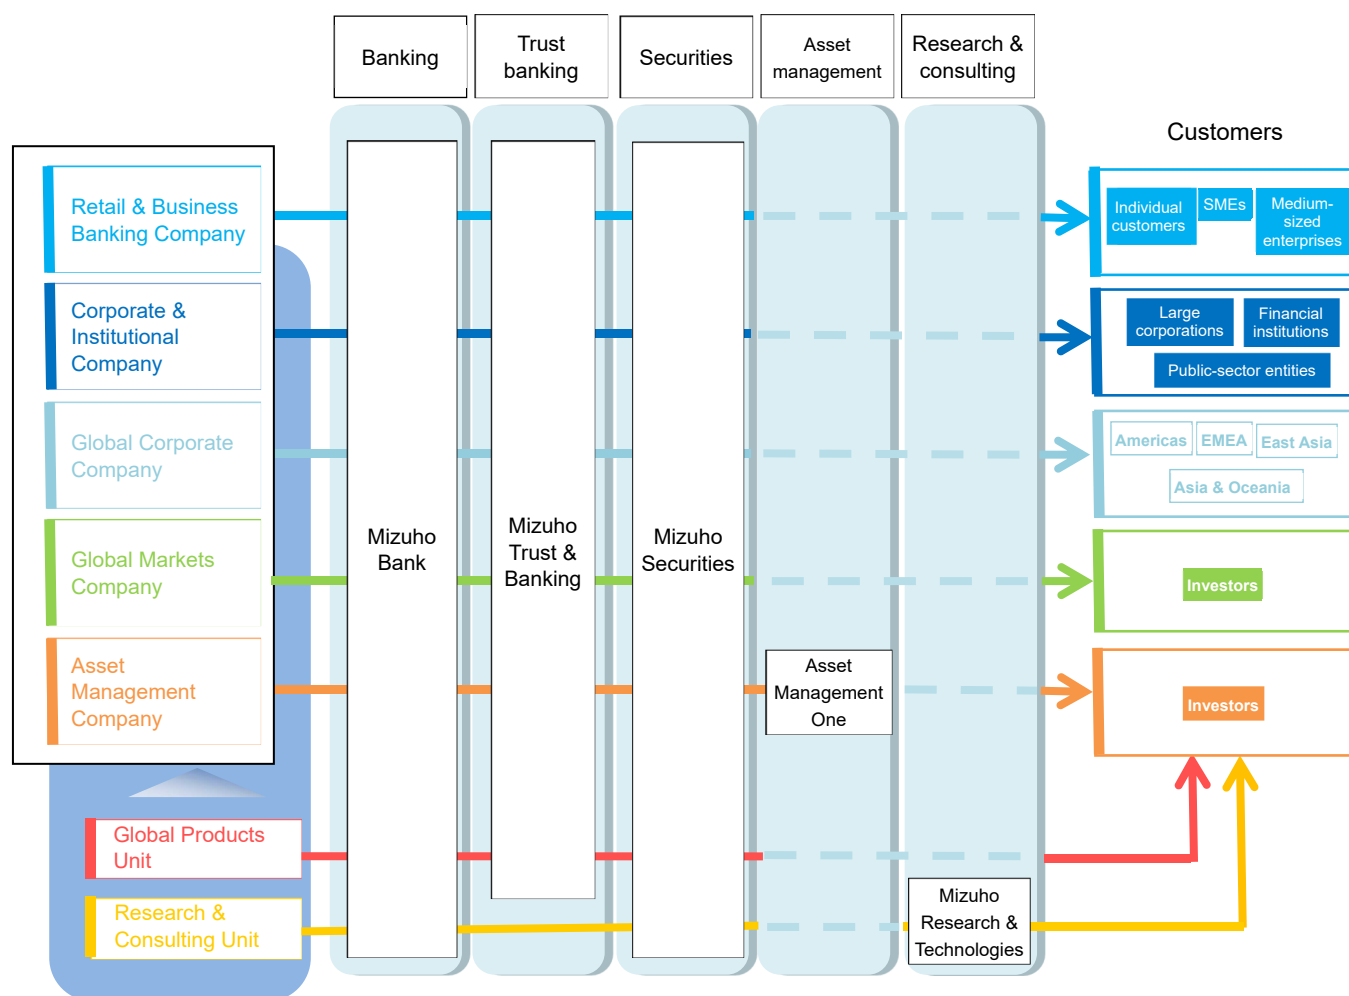 Banking
Trust
banking
Securities
Asset
management
Research &
consulting
Customers
Retail & Business
Banking Company
Individual
customers
SMEs
Medium-
sized
enterprises
Corporate &
Institutional
Company
Large
corporations
Financial
institutions
Public-sector entities
Global Corporate
Company
Americas
EMEA
East Asia
Asia & Oceania
Mizuho
Bank
Mizuho
Trust &
Banking
Mizuho
Securities
Global Markets
Company
Investors
Asset
Management
Company
Asset
Management
One
Investors
Global Products
Unit
Research &
Consulting Unit
Mizuho
Research &
Technologies